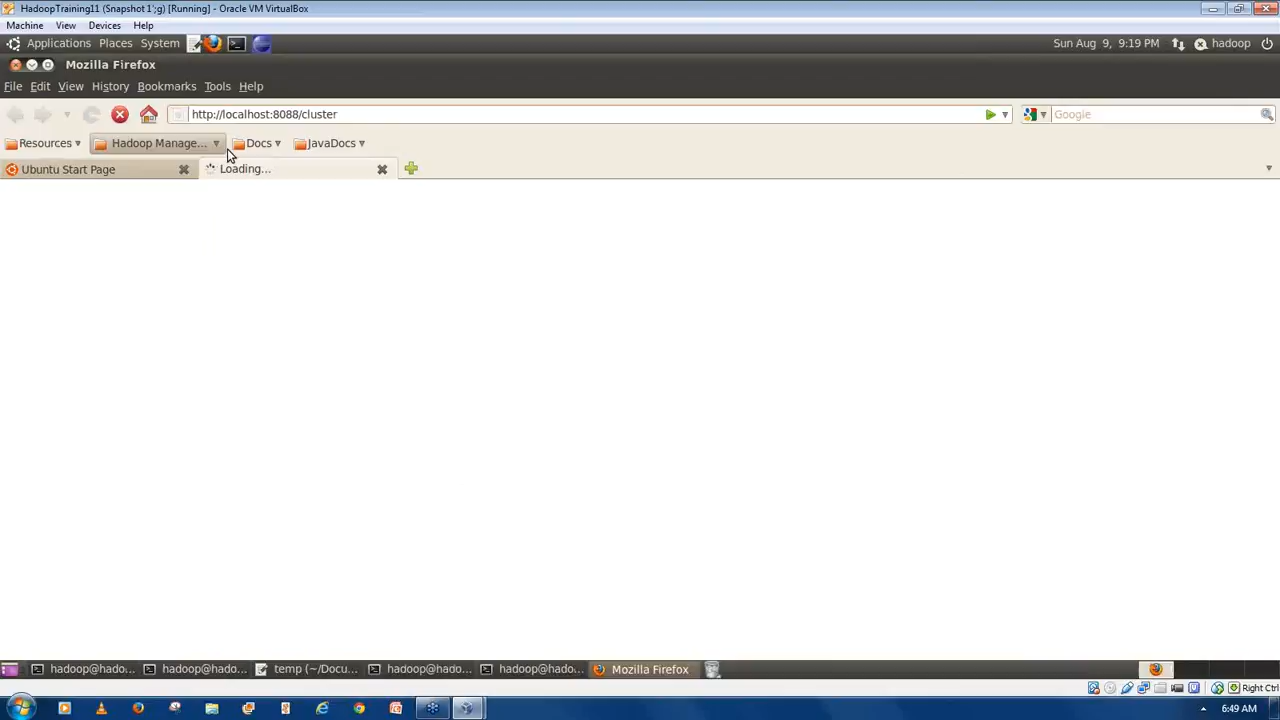 HadoopTraining11 (Snapshot 1';g) [Running] - Oracle VM VirtualBox
Machine View Devices Help
Applications Places System Sun Aug 9, 9:19 PM hadoop
Mozilla Firefox
File Edit View History Bookmarks Tools Help
http://localhost:8088/cluster Google
Resources Hadoop Manage... Docs JavaDocs
Ubuntu Start Page Loading...
hadoop@hado... hadoop@hado... temp (~/Docu... hadoop@hado... hadoop@hado... Mozilla Firefox
Right Ctrl
6:49 AM